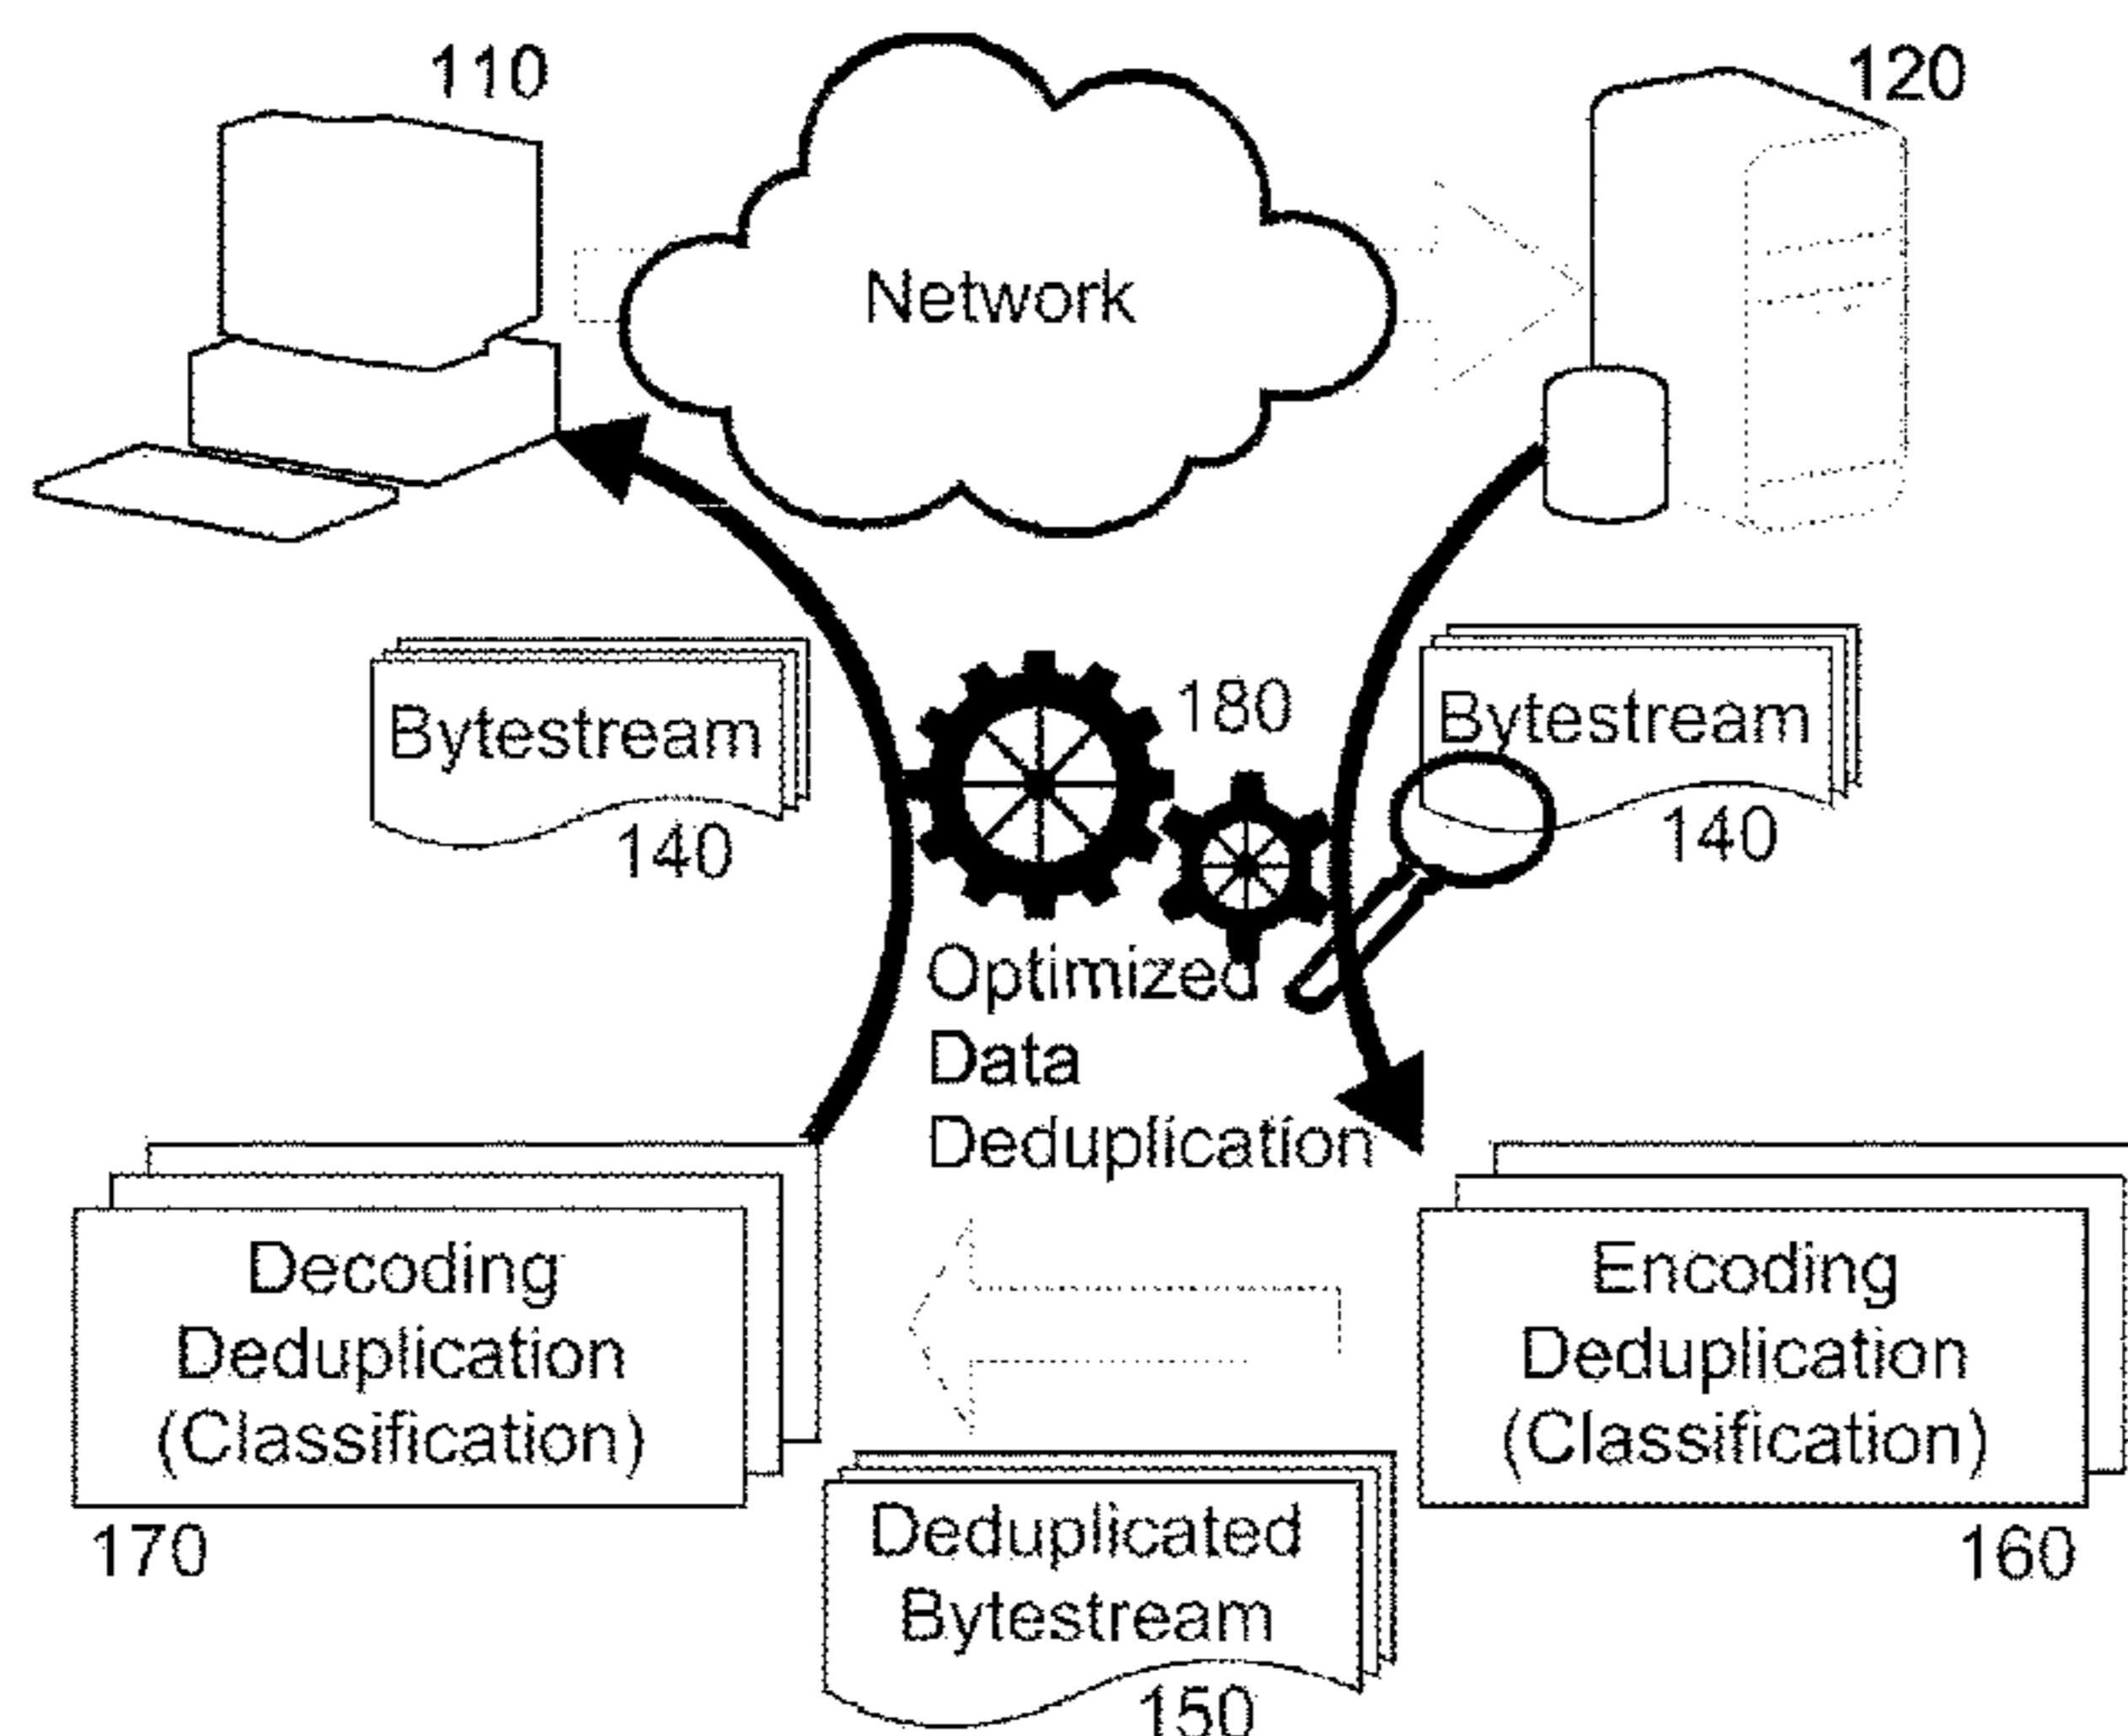 110
120
Network
Bytestream
140
180
Bytestream
140
Optimized
Data
Deduplication
Decoding
Deduplication
(Classification)
170
Encoding
Deduplication
(Classification)
160
Deduplicated
Bytestream
150